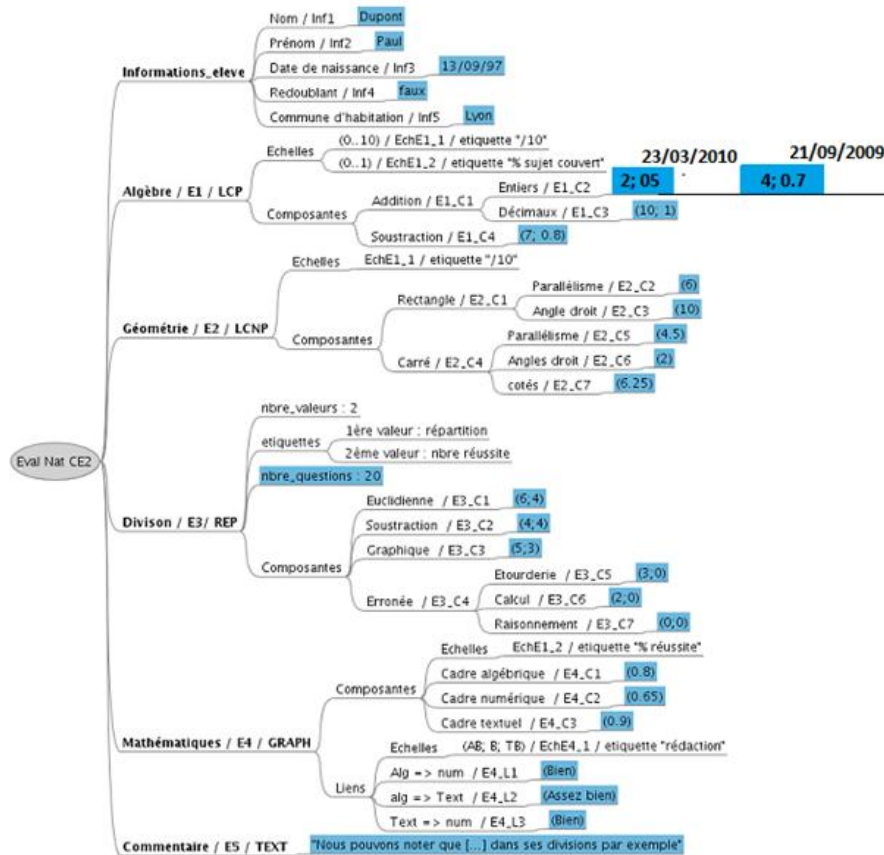 Nom / Inf1 Dupont
Prénom / Inf2 Paul
Informations_eleve Date de naissance / Inf3 13/09/97
Redoublant / Inf4 faux
Commune d'habitation / Inf5 Lyon
(0..10) / EchE1_1 / etiquette "/10"
Echelles
23/03/2010 21/09/2009
(0..1) / EchE1_2 / etiquette "% sujet couvert"
2; 05 4; 0.7
Algèbre / E1 / LCP
Entiers / E1_C2
Addition / E1_C1
Composantes
Décimaux / E1_C3 (10; 1)
Soustraction / E1_C4 (7; 0.8)
Echelles EchE1_1 / etiquette "/10"
Parallélisme / E2_C2 (6)
Rectangle / E2_C1
Angle droit / E2_C3 (10)
Géométrie / E2 / LCNP
Composantes
Parallélisme / E2_C5 (4.5)
Carré / E2_C4 Angles droit / E2_C6 (2)
cotés / E2_C7 (6.25)
nbre_valeurs : 2
1ère valeur : répartition
etiquettes
2ème valeur : nbre réussite
Eval Nat CE2
nbre_questions : 20
Euclidienne / E3_C1 (6;4)
Divison / E3/ REP
Soustraction / E3_C2 (4;4)
Graphique / E3_C3 (5;3)
Composantes
Etourderie / E3_C5 (3;0)
Erronée / E3_C4 Calcul / E3_C6 (2;0)
Raisonnement / E3_C7 (0;0)
Echelles EchE1_2 / etiquette "% réussite"
Cadre algébrique / E4_C1 (0.8)
Composantes
Cadre numérique / E4_C2 (0.65)
Cadre textuel / E4_C3 (0.9)
Mathématiques / E4 / GRAPH
Echelles (AB; B; TB) / EchE4_1 / etiquette "rédaction"
Alg => num / E4_L1 (Bien)
Liens
alg => Text / E4_L2 (Assez bien)
Text => num / E4_L3 (Bien)
Commentaire / E5 / TEXT "Nous pouvons noter que [...] dans ses divisions par exemple"